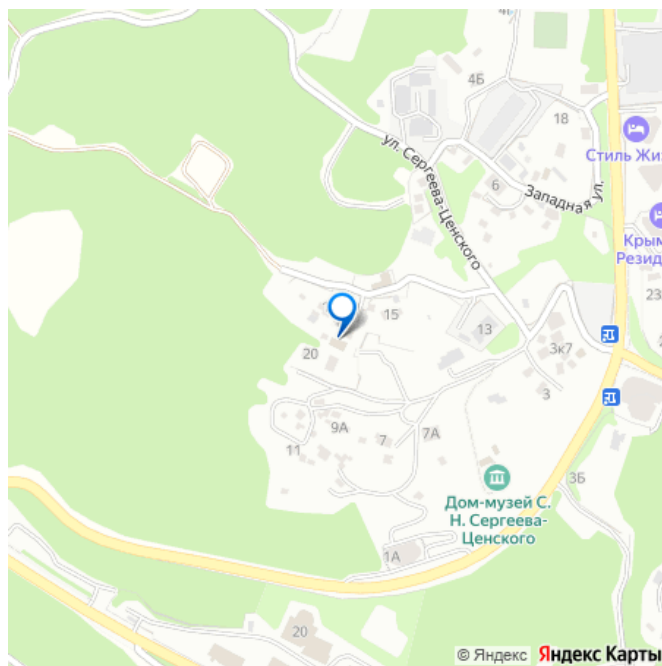 4Б
18
Стиль Жиз
ул. Сергеева-Ценского
6
Западная ул.
Крым
Резид
23
15
13
3к7
20
3
9А
7
7А
11
Дом-музей С.
Н. Сергеева-
Ценского
3Б
1А
20
© Яндекс Яндекс Карты